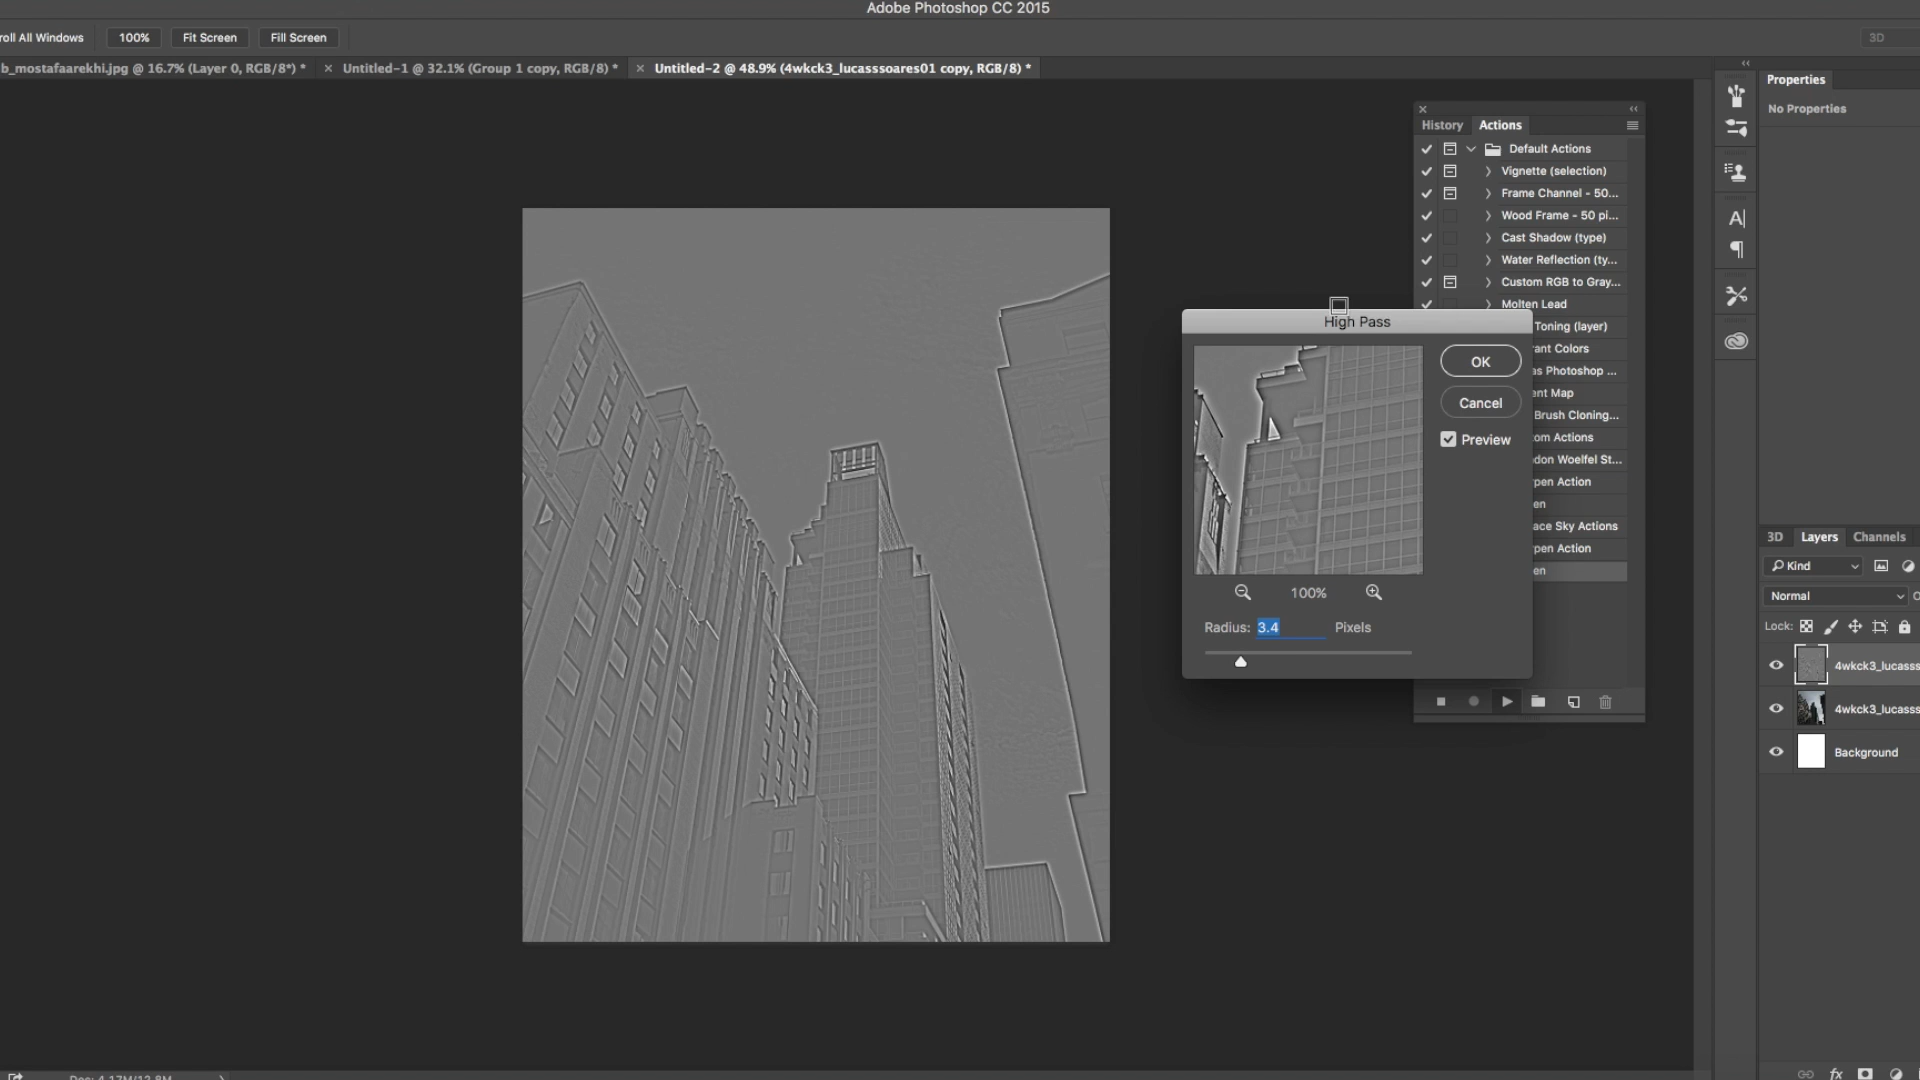 Adobe Photoshop CC 2015
roll All Windows
100%
Fit Screen
Fill Screen
3D
b_mostafaarekhi.jpg @ 16.7% (Layer 0, RGB/8*) *
Untitled-1 @ 32.1% (Group 1 copy, RGB/8) *
Untitled-2 @ 48.9% (4wkck3_lucasssoares01 copy, RGB/8) *
Properties
No Properties
History
Actions
Default Actions
Vignette (selection)
Frame Channel - 50...
Wood Frame - 50 pi...
Cast Shadow (type)
Water Reflection (ty...
Custom RGB to Gray...
Molten Lead
Toning (layer)
rant Colors
as Photoshop ...
ent Map
Brush Cloning...
om Actions
don Woelfel St...
rpen Action
en
ace Sky Actions
rpen Action
en
High Pass
OK
Cancel
Preview
100%
Radius: 3.4 Pixels
3D
Layers
Channels
Kind
Normal
Lock:
4wkck3_lucasss
4wkck3_lucasss
Background
fx